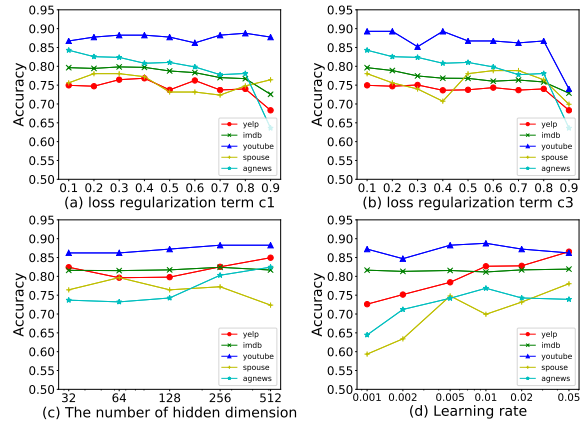 0.95
0.90
0.85
0.80
0.75
0.70
0.65
0.60
0.55
0.50
Accuracy
yelp
imdb
youtube
spouse
agnews
0.1 0.2 0.3 0.4 0.5 0.6 0.7 0.8 0.9
(a) loss regularization term c1
0.95
0.90
0.85
0.80
0.75
0.70
0.65
0.60
0.55
0.50
Accuracy
yelp
imdb
youtube
spouse
agnews
0.1 0.2 0.3 0.4 0.5 0.6 0.7 0.8 0.9
(b) loss regularization term c3
0.95
0.90
0.85
0.80
0.75
0.70
0.65
0.60
0.55
0.50
Accuracy
yelp
imdb
youtube
spouse
agnews
32 64 128 256 512
(c) The number of hidden dimension
0.95
0.90
0.85
0.80
0.75
0.70
0.65
0.60
0.55
0.50
Accuracy
yelp
imdb
youtube
spouse
agnews
0.001 0.002 0.005 0.01 0.02 0.05
(d) Learning rate